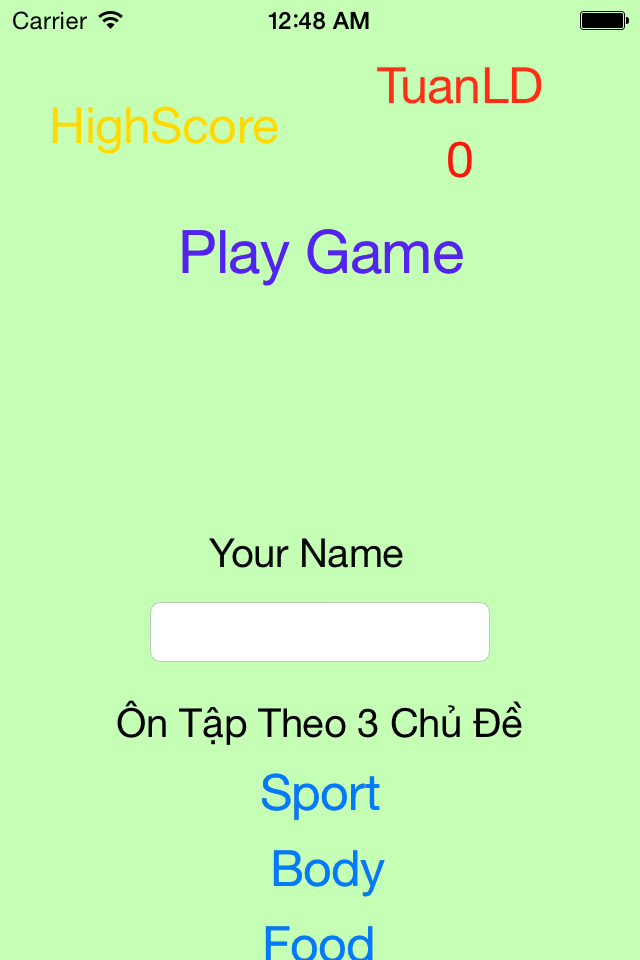 Carrier 12:48 AM
TuanLD
HighScore
0
Play Game
Your Name
Ôn Tập Theo 3 Chủ Đề
Sport
Body
Food